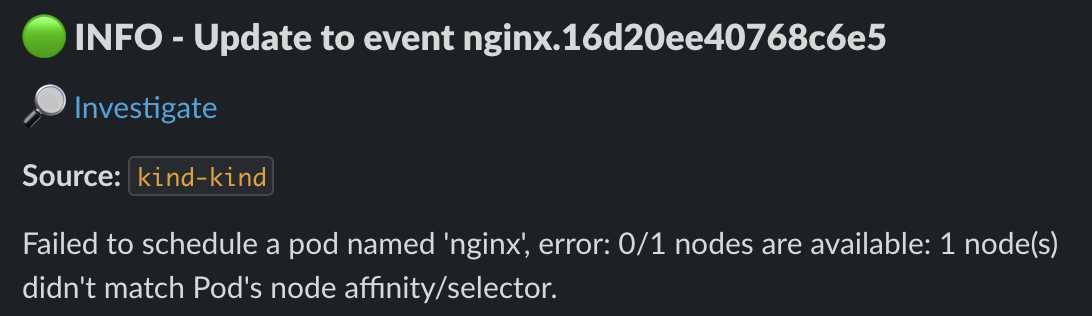 INFO - Update to event nginx.16d20ee40768c6e5
Investigate
Source: kind-kind
Failed to schedule a pod named 'nginx', error: 0/1 nodes are available: 1 node(s)
didn't match Pod's node affinity/selector.